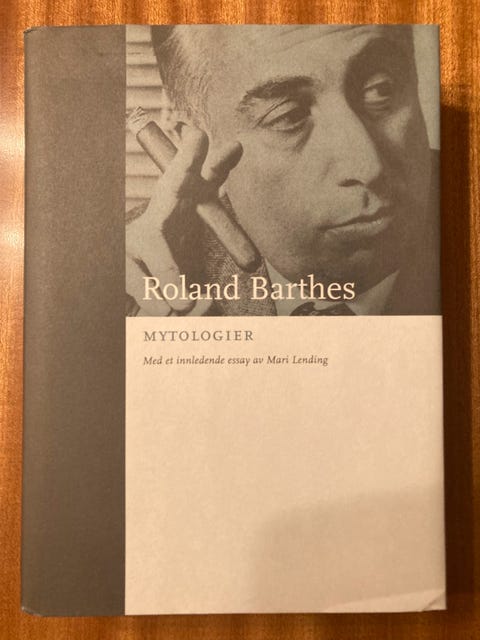 Roland Barthes
MYTOLOGIER
Med et innledende essay av Mari Lending